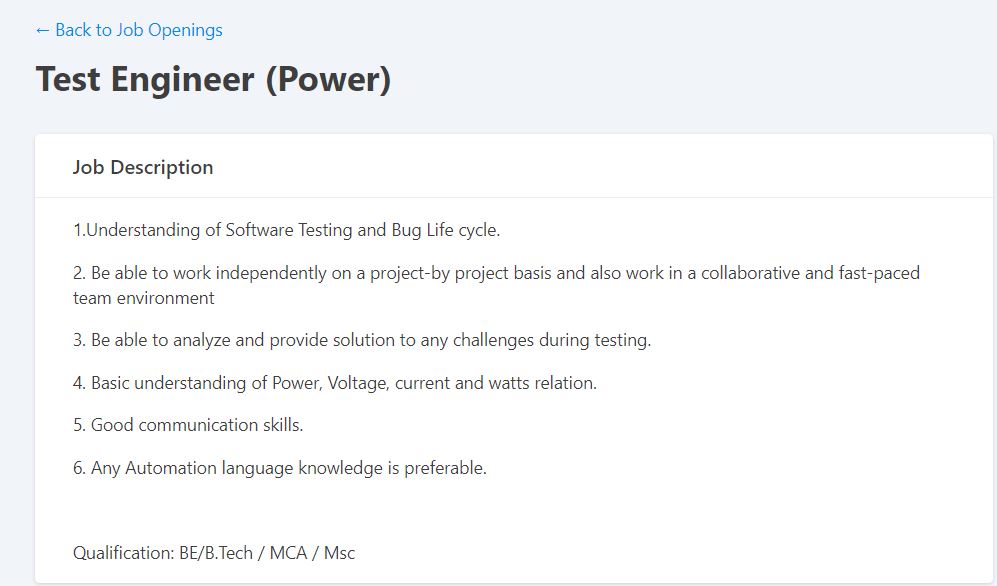 ← Back to Job Openings
Test Engineer (Power)
Job Description
1.Understanding of Software Testing and Bug Life cycle.
2. Be able to work independently on a project-by project basis and also work in a collaborative and fast-paced
team environment
3. Be able to analyze and provide solution to any challenges during testing.
4. Basic understanding of Power, Voltage, current and watts relation.
5. Good communication skills.
6. Any Automation language knowledge is preferable.
Qualification: BE/B.Tech / MCA / Msc